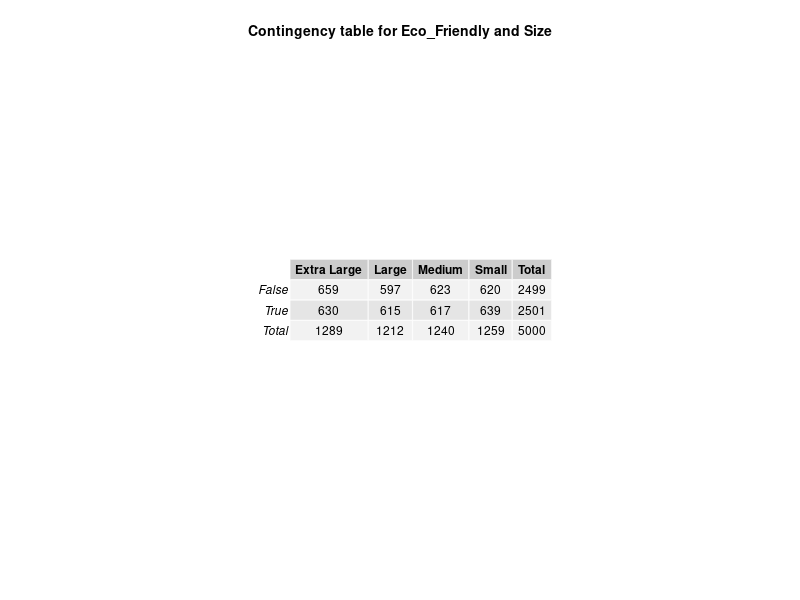 Contingency table for Eco_Friendly and Size
Extra Large Large Medium Small Total
False 659 597 623 620 2499
True 630 615 617 639 2501
Total 1289 1212 1240 1259 5000